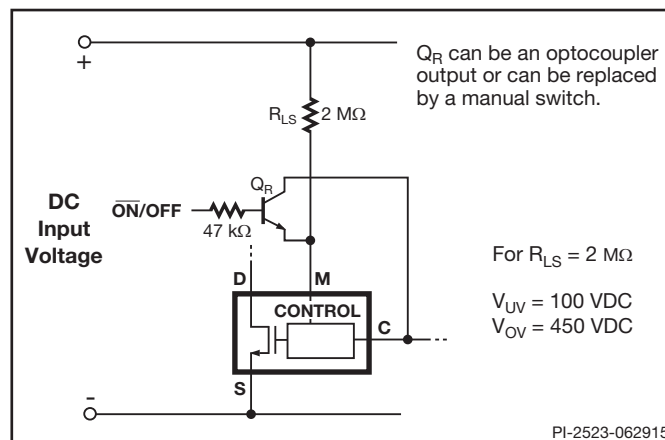 +
Q_R can be an optocoupler
output or can be replaced
by a manual switch.
R_LS 2 MΩ
Q_R
DC
Input
Voltage
O̅N̅/OFF
47 kΩ
For R_LS = 2 MΩ
D M
CONTROL
C
V_UV = 100 VDC
V_OV = 450 VDC
S
-
PI-2523-062915